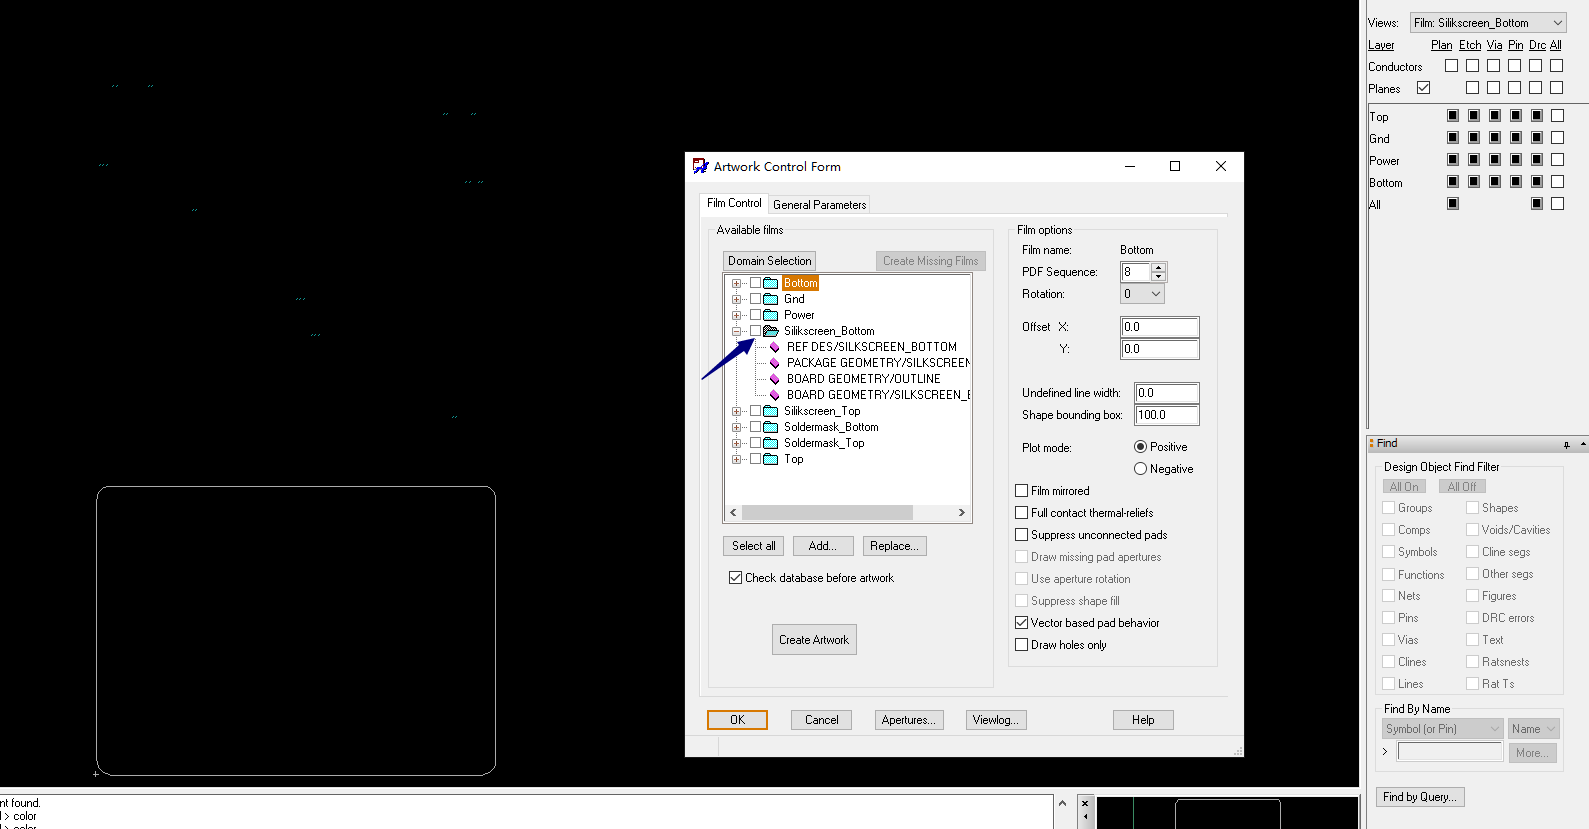 Views: Film: Silikscreen_Bottom
Layer Plan Etch Via Pin Drc All
Conductors
Planes
Top
Gnd
Power
Bottom
All
Artwork Control Form
Film Control General Parameters
Available films
Domain Selection Create Missing Films
Bottom
Gnd
Power
Silikscreen_Bottom
REF DES/SILKSCREEN_BOTTOM
PACKAGE GEOMETRY/SILKSCREEN
BOARD GEOMETRY/OUTLINE
BOARD GEOMETRY/SILKSCREEN_E
Silikscreen_Top
Soldermask_Bottom
Soldermask_Top
Top
Select all Add... Replace...
Check database before artwork
Create Artwork
Film options
Film name: Bottom
PDF Sequence: 8
Rotation: 0
Offset X: 0.0
Y: 0.0
Undefined line width: 0.0
Shape bounding box: 100.0
Plot mode: Positive
Negative
Film mirrored
Full contact thermal-reliefs
Suppress unconnected pads
Draw missing pad apertures
Use aperture rotation
Suppress shape fill
Vector based pad behavior
Draw holes only
OK Cancel Apertures... Viewlog... Help
Find
Design Object Find Filter
All On All Off
Groups Shapes
Comps Voids/Cavities
Symbols Cline segs
Functions Other segs
Nets Figures
Pins DRC errors
Vias Text
Clines Ratsnests
Lines Rat Ts
Find By Name
Symbol (or Pin) Name
> More...
Find by Query...
nt found.
> color
> color